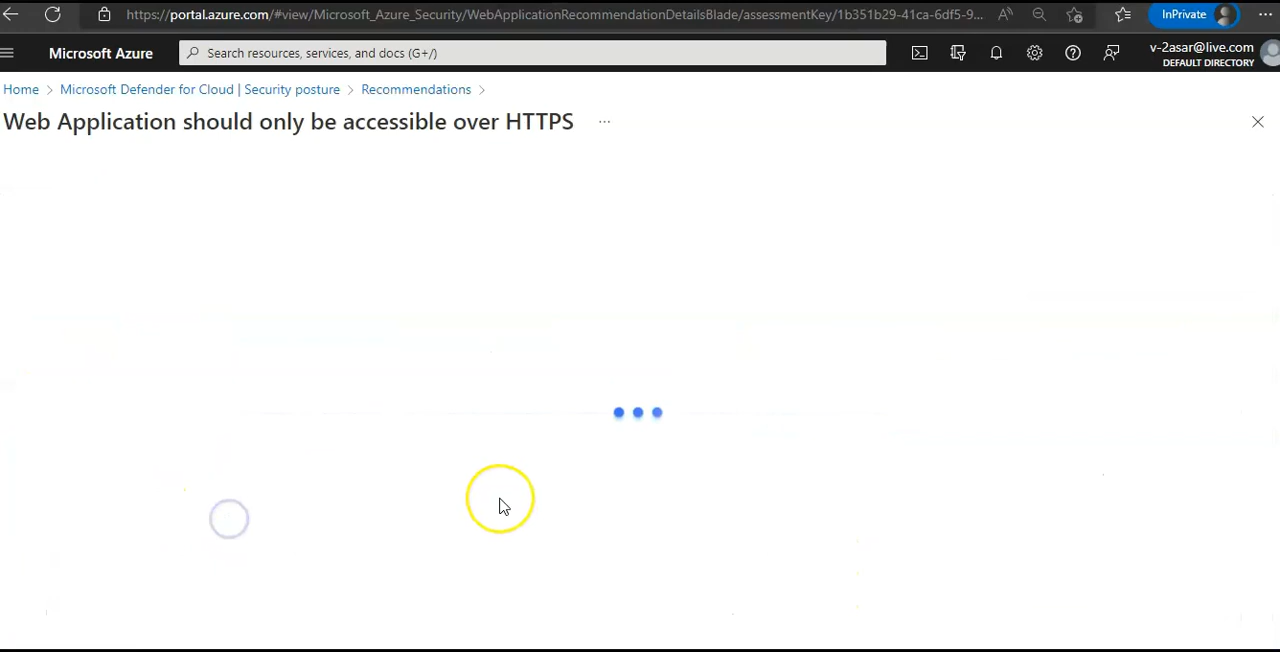 https://portal.azure.com/#view/Microsoft_Azure_Security/WebApplicationRecommendationDetailsBlade/assessmentKey/1b351b29-41ca-6df5-9...
InPrivate
Microsoft Azure
Search resources, services, and docs (G+/)
v-2asar@live.com
DEFAULT DIRECTORY
Home > Microsoft Defender for Cloud | Security posture > Recommendations >
Web Application should only be accessible over HTTPS ...